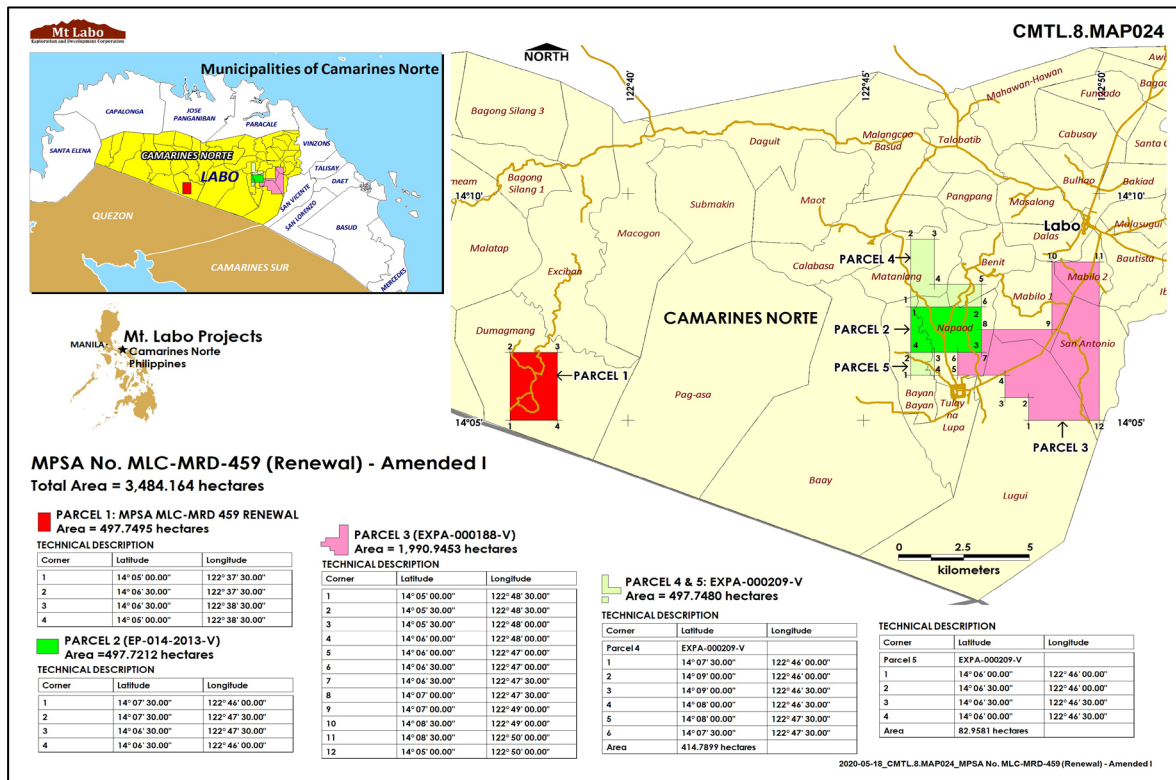 Mt Labo
Exploration and Development Corporation
CMTL.8.MAP024
Municipalities of Camarines Norte
CAPALONGA
JOSE
PANGANIBAN
PARACALE
SANTA ELENA
VINZONS
CAMARINES NORTE
TALISAY
LABO
DAET
SAN VICENTE
SAN LORENZO
QUEZON
BASUD
CAMARINES SUR
MERCEDES
MANILA
Mt. Labo Projects
Camarines Norte
Philippines
NORTH
122°40'
122°45'
122°50'
Bagong Silang 3
Mahawan-Hawan
Fundado
Daguit
Malangcao
Basud
Talobatib
Cabusay
Bagong
Silang 1
14°10'
Submakin
Maot
Pangpang
Masalong
Bulhao
Bakiad
14°10'
Malatap
Macogon
Labo
Malasugui
Dalas
Exciban
Calabasa
PARCEL 4
Matanlang
Benit
Bautista
Mabilo 2
Mabilo 1
Dumagmang
CAMARINES NORTE
PARCEL 2
Napaod
San Antonio
PARCEL 1
PARCEL 5
Pag-asa
Bayan
Bayan
Tulay
na
Lupa
14°05'
14°05'
PARCEL 3
Baay
Lugui
0 2.5 5
kilometers
MPSA No. MLC-MRD-459 (Renewal) - Amended I
Total Area = 3,484.164 hectares
PARCEL 1: MPSA MLC-MRD 459 RENEWAL
Area = 497.7495 hectares
TECHNICAL DESCRIPTION
Corner Latitude Longitude
1 14° 05' 00.00" 122° 37' 30.00"
2 14° 06' 30.00" 122° 37' 30.00"
3 14° 06' 30.00" 122° 38' 30.00"
4 14° 05' 00.00" 122° 38' 30.00"
PARCEL 2 (EP-014-2013-V)
Area =497.7212 hectares
TECHNICAL DESCRIPTION
Corner Latitude Longitude
1 14° 07' 30.00" 122° 46' 00.00"
2 14° 07' 30.00" 122° 47' 30.00"
3 14° 06' 30.00" 122° 47' 30.00"
4 14° 06' 30.00" 122° 46' 00.00"
PARCEL 3 (EXPA-000188-V)
Area = 1,990.9453 hectares
TECHNICAL DESCRIPTION
Corner Latitude Longitude
1 14° 05' 00.00" 122° 48' 30.00"
2 14° 05' 30.00" 122° 48' 30.00"
3 14° 05' 30.00" 122° 48' 00.00"
4 14° 06' 00.00" 122° 48' 00.00"
5 14° 06' 00.00" 122° 47' 00.00"
6 14° 06' 30.00" 122° 47' 00.00"
7 14° 06' 30.00" 122° 47' 30.00"
8 14° 07' 00.00" 122° 47' 30.00"
9 14° 07' 00.00" 122° 49' 00.00"
10 14° 08' 30.00" 122° 49' 00.00"
11 14° 08' 30.00" 122° 50' 00.00"
12 14° 05' 00.00" 122° 50' 00.00"
PARCEL 4 & 5: EXPA-000209-V
Area = 497.7480 hectares
TECHNICAL DESCRIPTION
Corner Latitude Longitude
Parcel 4 EXPA-000209-V
1 14° 07' 30.00" 122° 46' 00.00"
2 14° 09' 00.00" 122° 46' 00.00"
3 14° 09' 00.00" 122° 46' 30.00"
4 14° 08' 00.00" 122° 46' 30.00"
5 14° 08' 00.00" 122° 47' 30.00"
6 14° 07' 30.00" 122° 47' 30.00"
Area 414.7899 hectares
TECHNICAL DESCRIPTION
Corner Latitude Longitude
Parcel 5 EXPA-000209-V
1 14° 06' 00.00" 122° 46' 00.00"
2 14° 06' 30.00" 122° 46' 00.00"
3 14° 06' 30.00" 122° 46' 30.00"
4 14° 06' 00.00" 122° 46' 30.00"
Area 82.9581 hectares
2020-05-18_CMTL.8.MAP024_MPSA No. MLC-MRD-459 (Renewal) - Amended I